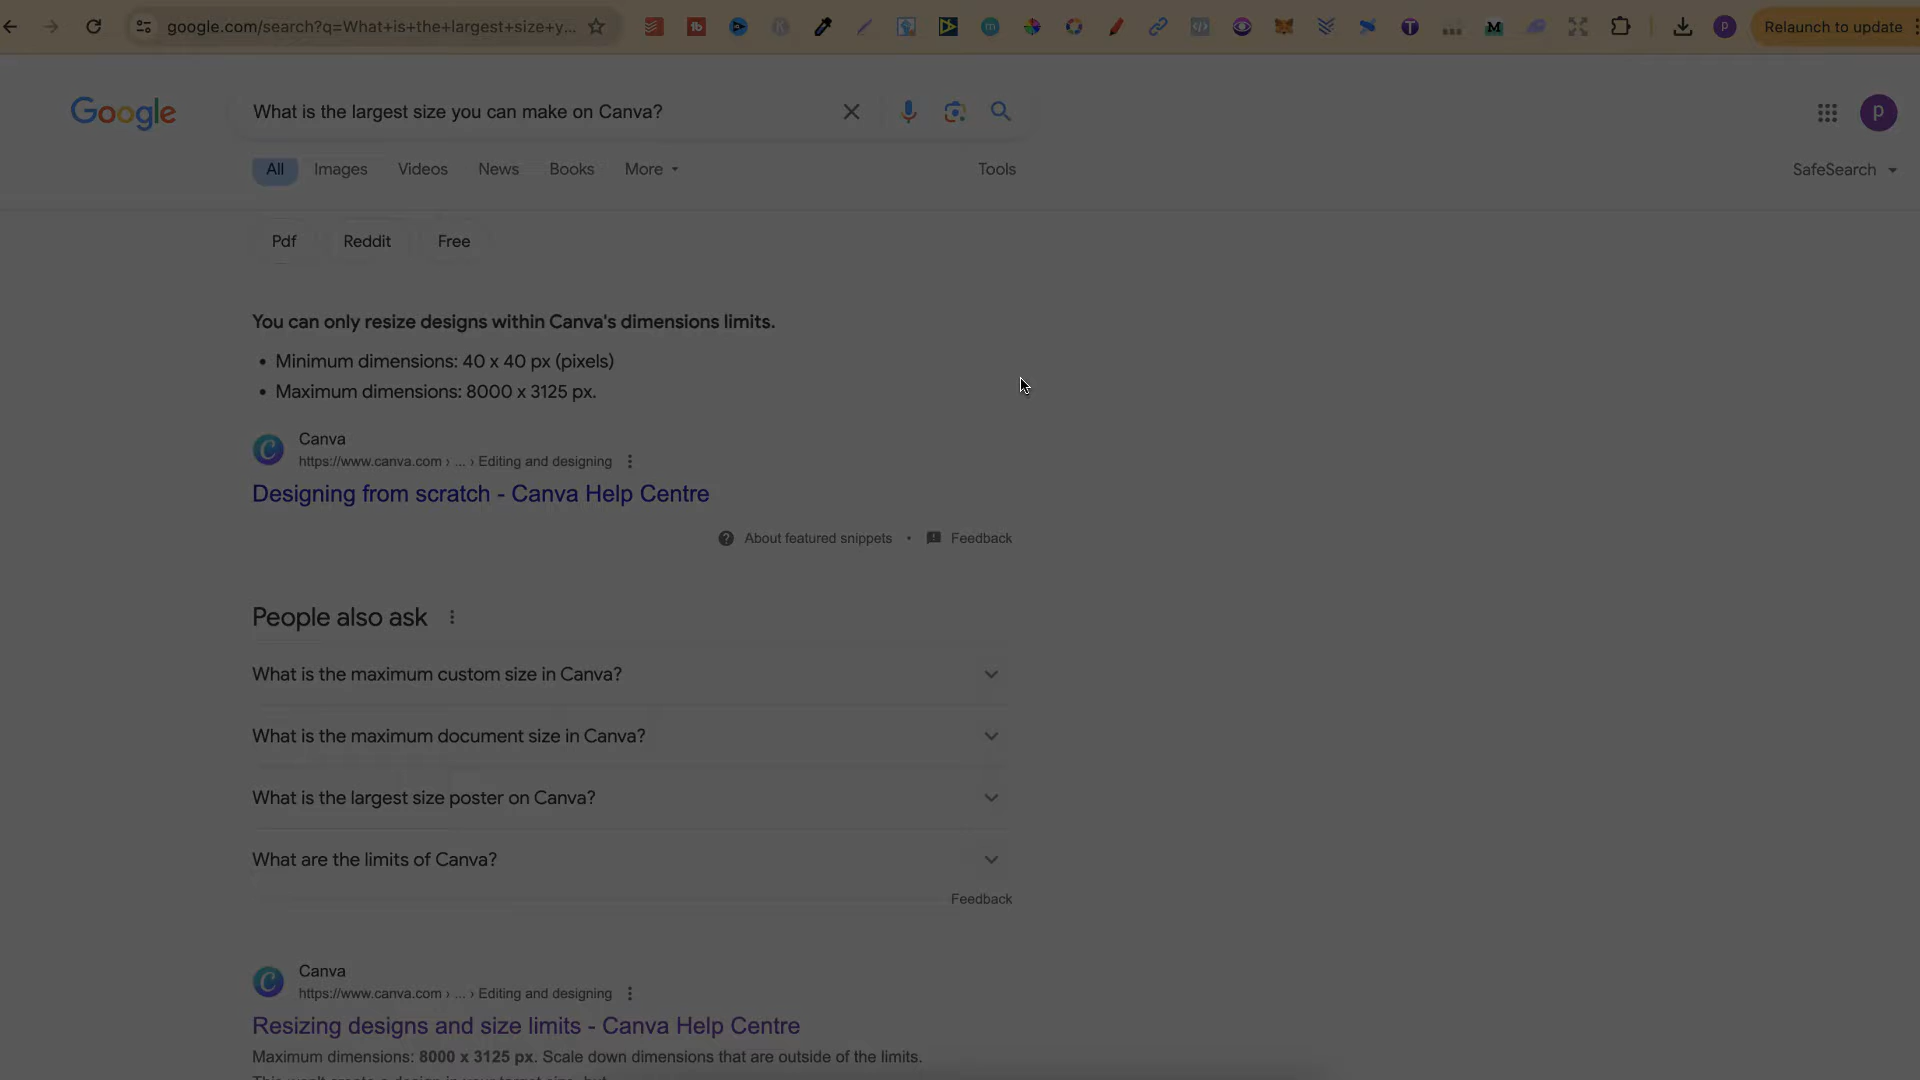 google.com/search?q=What+is+the+largest+size+y...
Relaunch to update
Google
What is the largest size you can make on Canva?
P
All Images Videos News Books More Tools
SafeSearch
Pdf Reddit Free
You can only resize designs within Canva's dimensions limits.
• Minimum dimensions: 40 x 40 px (pixels)
• Maximum dimensions: 8000 x 3125 px.
Canva
https://www.canva.com › ... › Editing and designing
Designing from scratch - Canva Help Centre
About featured snippets • Feedback
People also ask
What is the maximum custom size in Canva?
What is the maximum document size in Canva?
What is the largest size poster on Canva?
What are the limits of Canva?
Feedback
Canva
https://www.canva.com › ... › Editing and designing
Resizing designs and size limits - Canva Help Centre
Maximum dimensions: 8000 x 3125 px. Scale down dimensions that are outside of the limits.